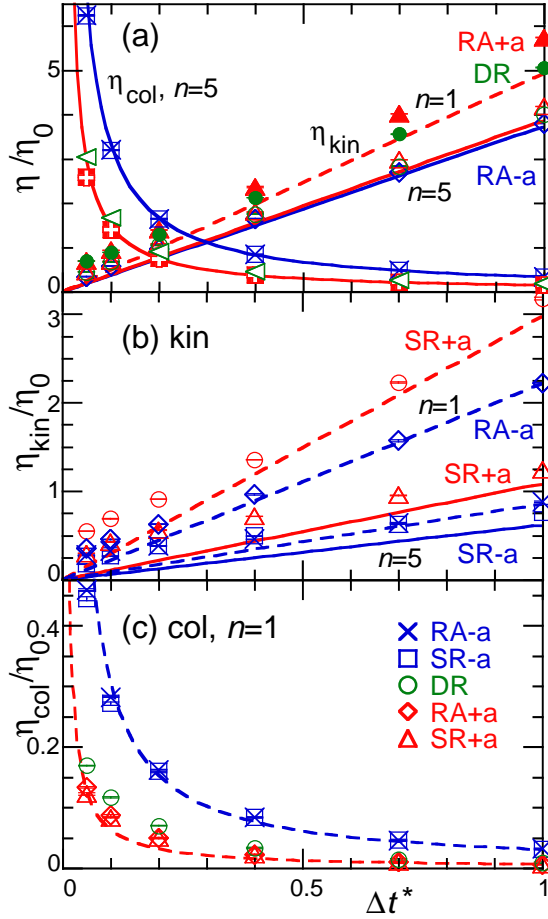 (a)
RA+a
DR
η_col, n=5
n=1
η_kin
n=5
RA-a
η/η_0
5
0
(b) kin
SR+a
n=1
RA-a
SR+a
n=5
SR-a
η_kin/η_0
3
2
1
0
(c) col, n=1
RA-a
SR-a
DR
RA+a
SR+a
η_col/η_0
0.4
0.2
0
0 0.5 1
Δt*